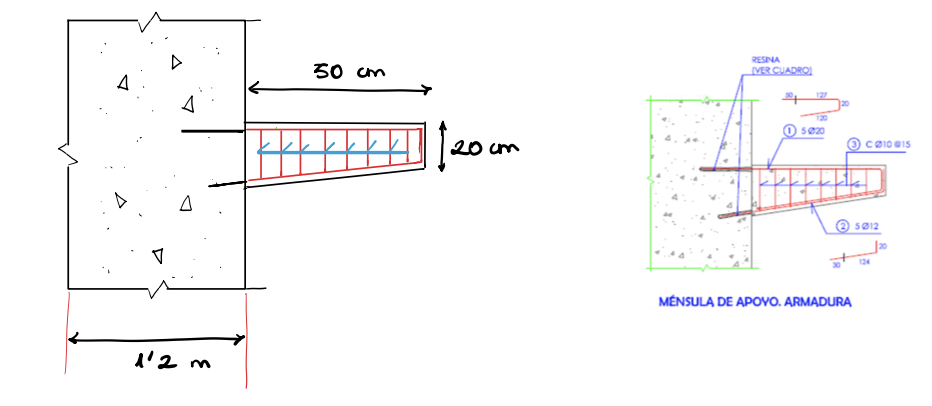 50 cm
20 cm
1'2 m
RESINA
(VER CUADRO)
50 127
20
120
1 5 Ø20
3 C Ø10 @15
2 5 Ø12
20
30 124
MÉNSULA DE APOYO. ARMADURA